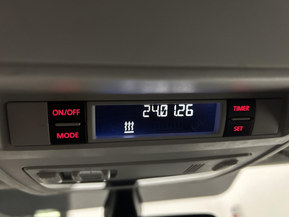 24.01.26
ON/OFF
TIMER
MODE
SET